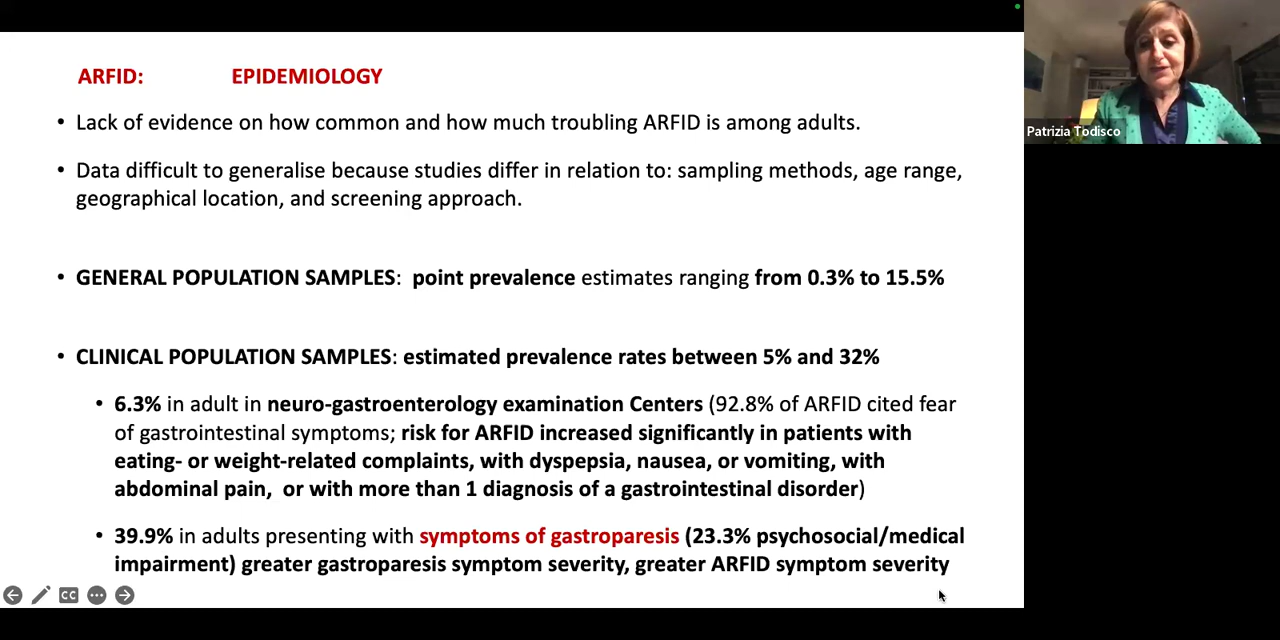 ARFID: EPIDEMIOLOGY
• Lack of evidence on how common and how much troubling ARFID is among adults.
• Data difficult to generalise because studies differ in relation to: sampling methods, age range,
geographical location, and screening approach.
• GENERAL POPULATION SAMPLES: point prevalence estimates ranging from 0.3% to 15.5%
• CLINICAL POPULATION SAMPLES: estimated prevalence rates between 5% and 32%
• 6.3% in adult in neuro-gastroenterology examination Centers (92.8% of ARFID cited fear
of gastrointestinal symptoms; risk for ARFID increased significantly in patients with
eating- or weight-related complaints, with dyspepsia, nausea, or vomiting, with
abdominal pain, or with more than 1 diagnosis of a gastrointestinal disorder)
• 39.9% in adults presenting with symptoms of gastroparesis (23.3% psychosocial/medical
impairment) greater gastroparesis symptom severity, greater ARFID symptom severity
CC
Patrizia Todisco